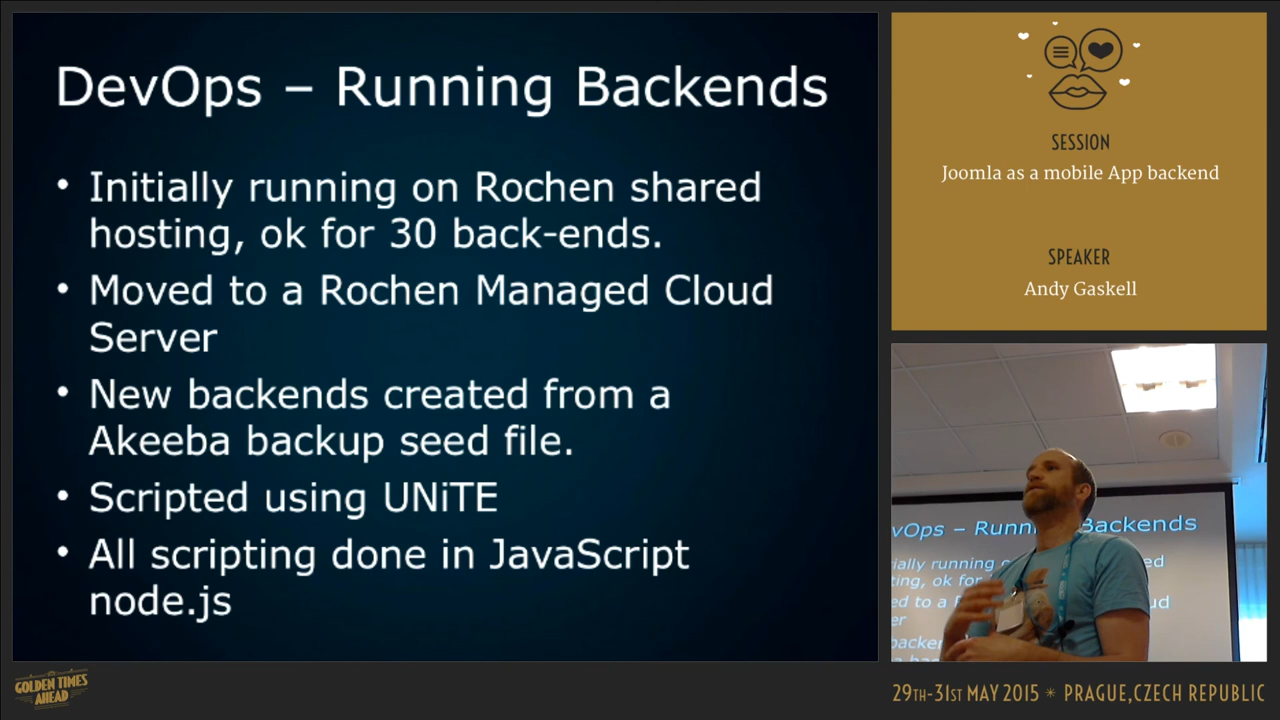 DevOps – Running Backends
• Initially running on Rochen shared
hosting, ok for 30 back-ends.
• Moved to a Rochen Managed Cloud
Server
• New backends created from a
Akeeba backup seed file.
• Scripted using UNiTE
• All scripting done in JavaScript
node.js
SESSION
Joomla as a mobile App backend
SPEAKER
Andy Gaskell
Backends
GOLDEN TIMES
AHEAD
29TH-31ST MAY 2015 * PRAGUE,CZECH REPUBLIC